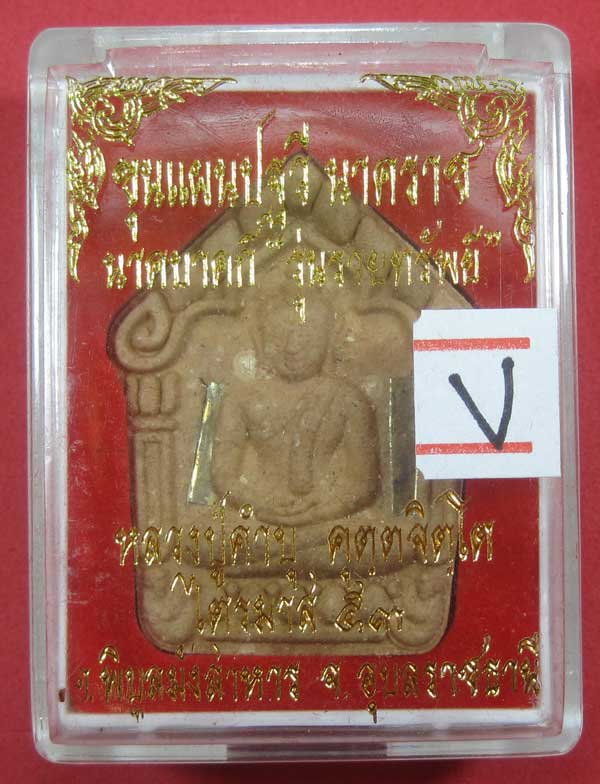 ขุนแผนปฐวี นาคราช
นาคบาดก์ "รุ่นรวยทรัพย์"
V
หลวงปู่คำบุ คุตฺตจิตฺโต
ไตรมาส ๕๓
อ.พิบูลมังสาหาร จ.อุบลราชธานี